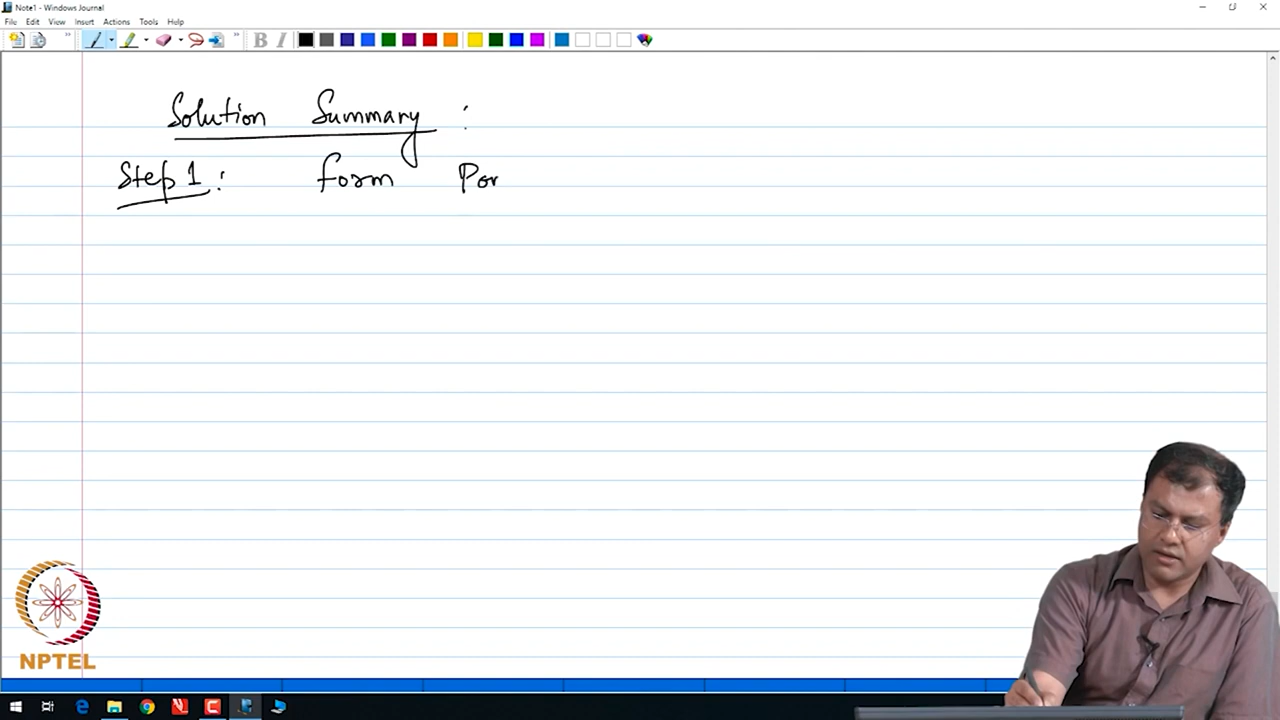 Note1 - Windows Journal
File Edit View Insert Actions Tools Help
B I
Solution Summary :
Step 1 : Form Por
NPTEL